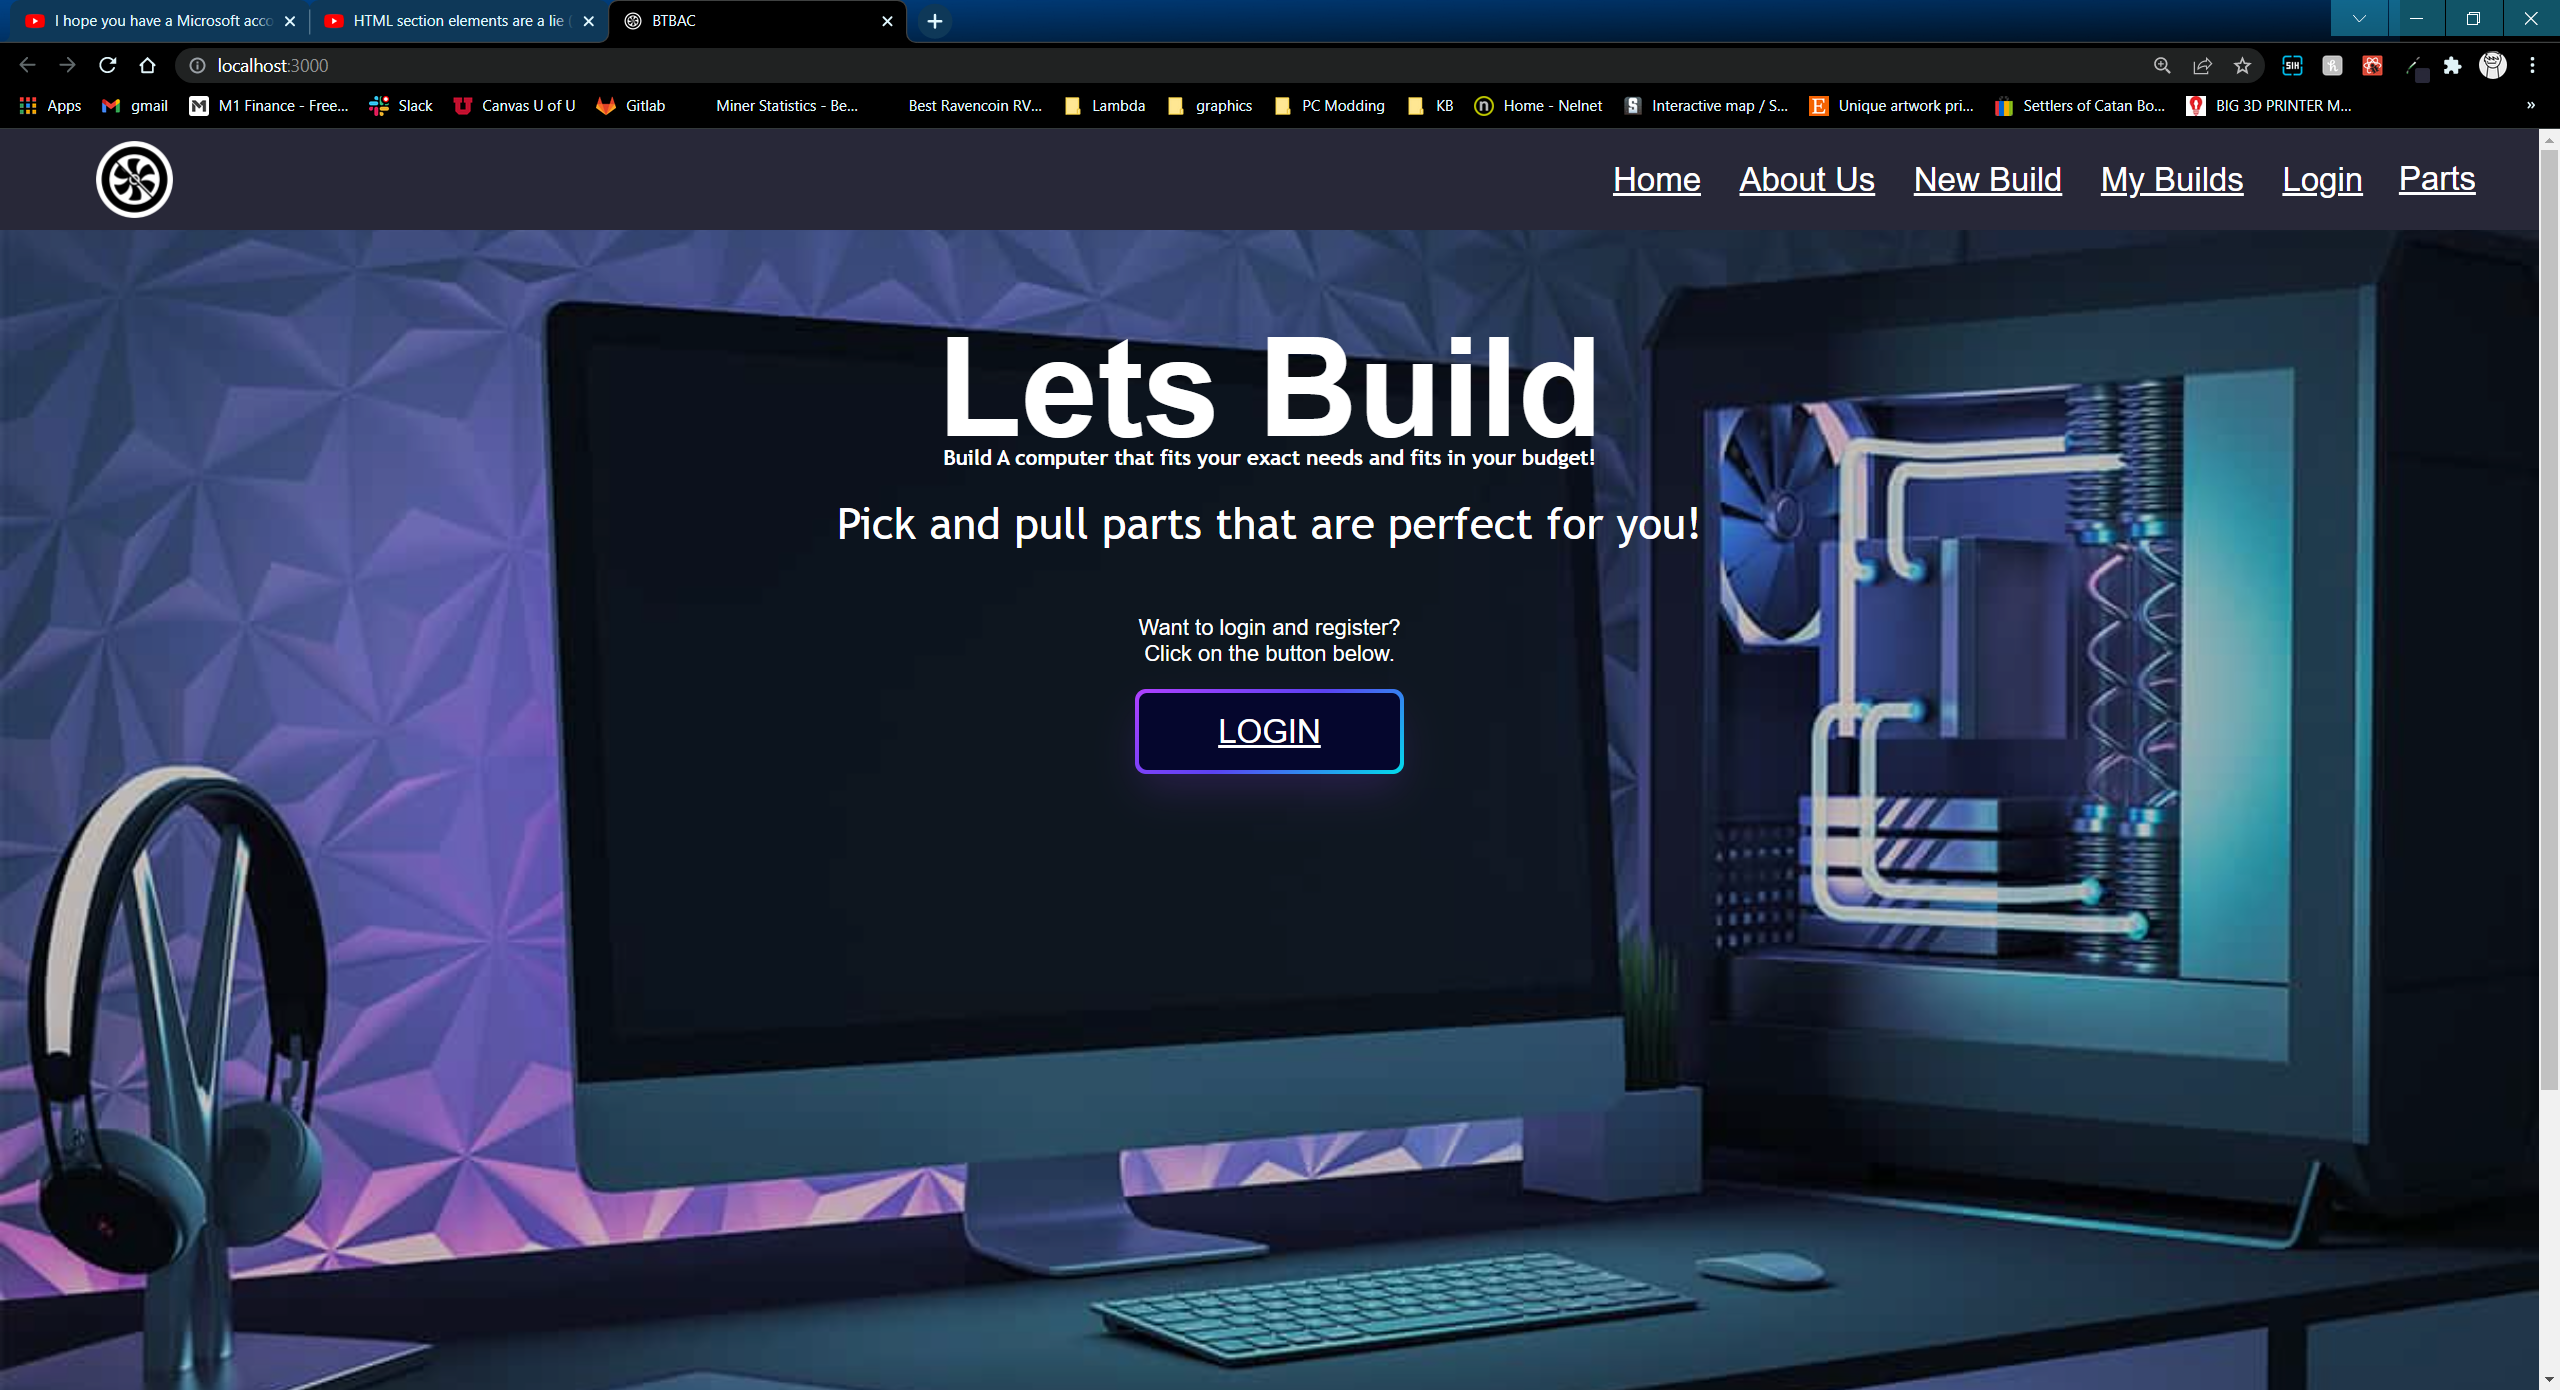 I hope you have a Microsoft acco
HTML section elements are a lie (
BTBAC
localhost:3000
Apps
gmail
M1 Finance - Free...
Slack
Canvas U of U
Gitlab
Miner Statistics - Be...
Best Ravencoin RV...
Lambda
graphics
PC Modding
KB
Home - Nelnet
Interactive map / S...
Unique artwork pri...
Settlers of Catan Bo...
BIG 3D PRINTER M...
»
Home
About Us
New Build
My Builds
Login
Parts
Lets Build
Build A computer that fits your exact needs and fits in your budget!
Pick and pull parts that are perfect for you!
Want to login and register?
Click on the button below.
LOGIN